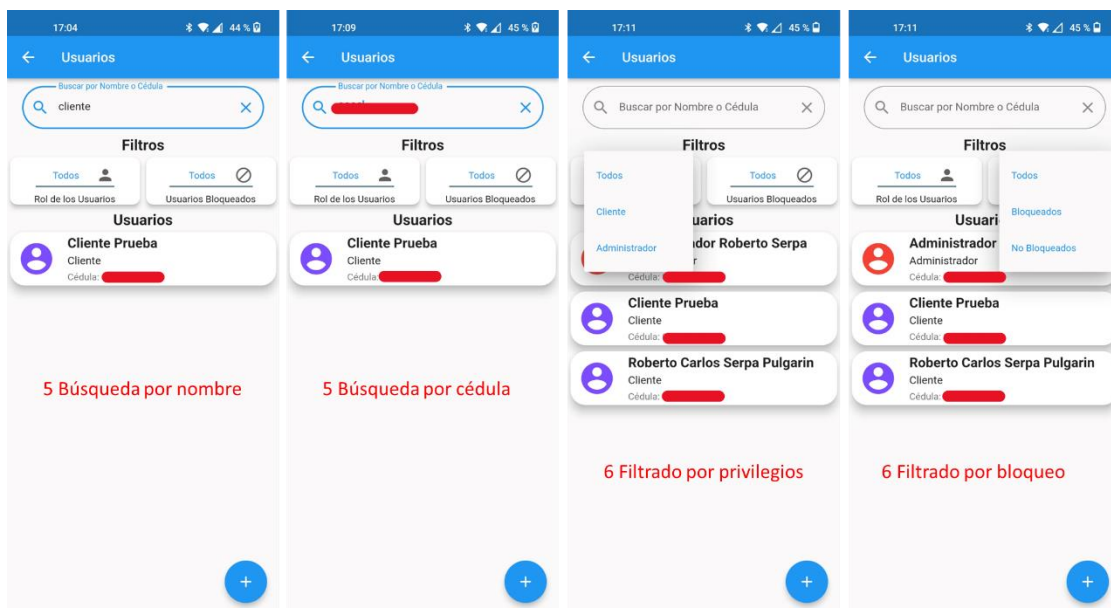 17:04 44 %
Usuarios
Buscar por Nombre o Cédula
cliente
Filtros
Todos Todos
Rol de los Usuarios Usuarios Bloqueados
Usuarios
Cliente Prueba
Cliente
Cédula:
5 Búsqueda por nombre
+
17:09 45 %
Usuarios
Buscar por Nombre o Cédula
Filtros
Todos Todos
Rol de los Usuarios Usuarios Bloqueados
Usuarios
Cliente Prueba
Cliente
Cédula:
5 Búsqueda por cédula
+
17:11 45 %
Usuarios
Buscar por Nombre o Cédula
Filtros
Todos Todos
Usuarios Bloqueados
Cliente
uarios
Administrador dor Roberto Serpa
r
Cédula:
Cliente Prueba
Cliente
Cédula:
Roberto Carlos Serpa Pulgarin
Cliente
Cédula:
6 Filtrado por privilegios
+
17:11 45 %
Usuarios
Buscar por Nombre o Cédula
Filtros
Todos Todos
Rol de los Usuarios
Bloqueados
Usuari
Administrador No Bloqueados
Administrador
Cédula:
Cliente Prueba
Cliente
Cédula:
Roberto Carlos Serpa Pulgarin
Cliente
Cédula:
6 Filtrado por bloqueo
+